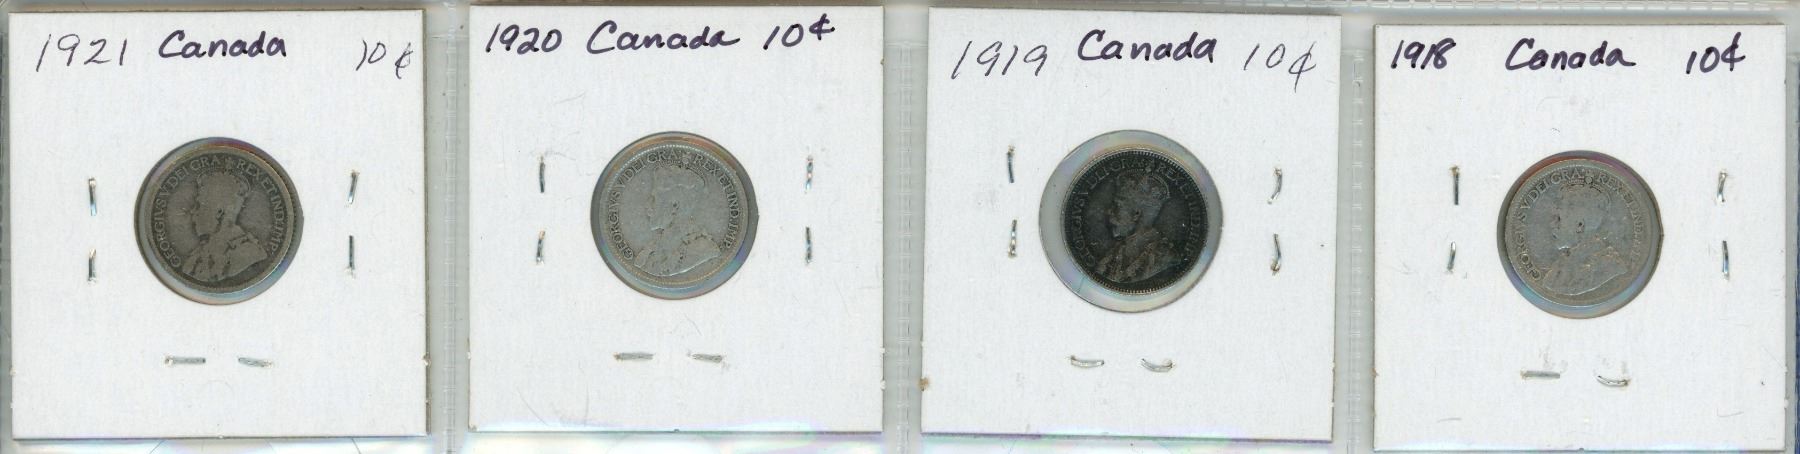 1921 Canada 10¢
GEORGIVS V DEI GRA REX ET IND:IMP
1920 Canada 10¢
GEORGIVS V DEI GRA REX ET IND:IMP:
1919 Canada 10¢
GEORGIVS V DEI GRA: REX ET IND:IMP:
1918 Canada 10¢
GEORGIVS V DEI GRA: REX ET IND:IMP: